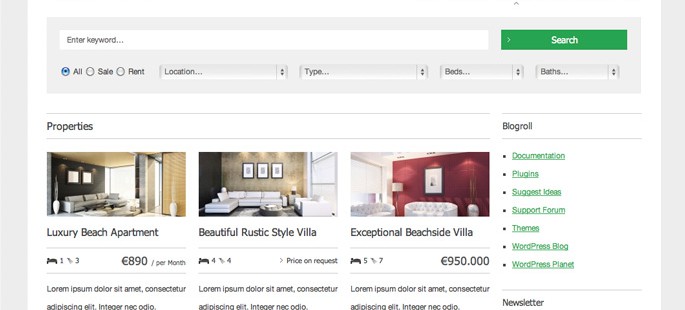 Enter keyword...
Search
All Sale Rent Location... Type... Beds... Baths...
Properties
Luxury Beach Apartment
1 3 €890 / per Month
Lorem ipsum dolor sit amet, consectetur
adipiscing elit. Integer nec odio.
Beautiful Rustic Style Villa
4 4 Price on request
Lorem ipsum dolor sit amet, consectetur
adipiscing elit. Integer nec odio.
Exceptional Beachside Villa
5 7 €950.000
Lorem ipsum dolor sit amet, consectetur
adipiscing elit. Integer nec odio.
Blogroll
Documentation
Plugins
Suggest Ideas
Support Forum
Themes
WordPress Blog
WordPress Planet
Newsletter